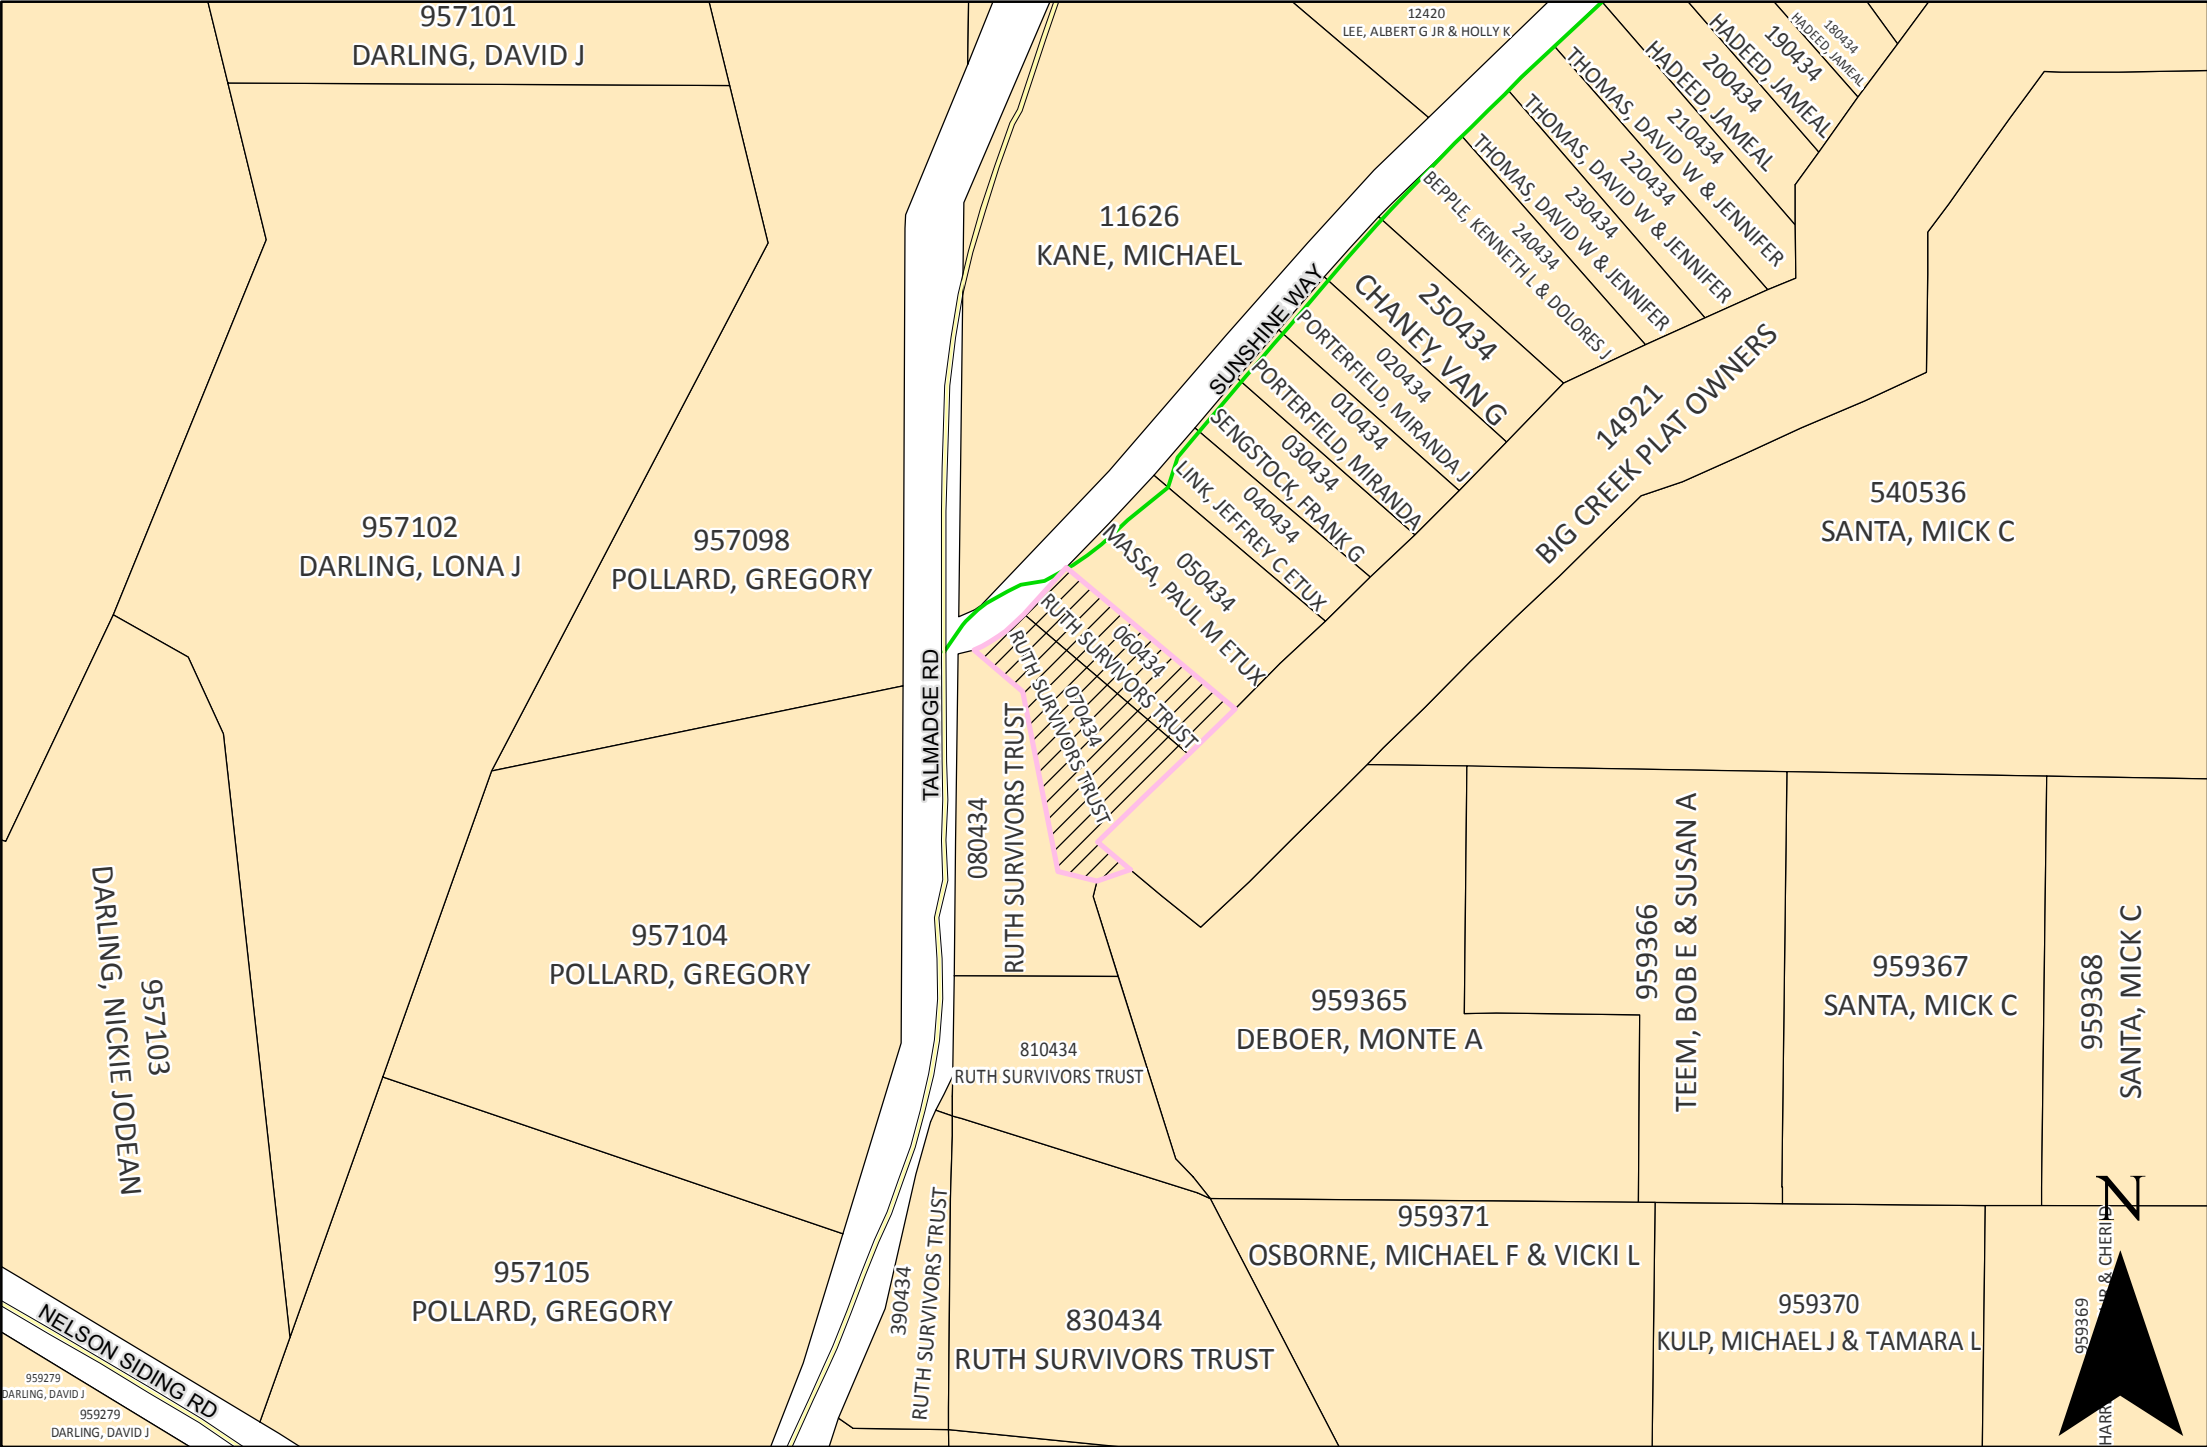 957101
DARLING, DAVID J
12420
LEE, ALBERT G JR & HOLLY K
180434
HADEED, JAMEAL
190434
HADEED, JAMEAL
200434
HADEED, JAMEAL
210434
THOMAS, DAVID W & JENNIFER
220434
THOMAS, DAVID W & JENNIFER
230434
THOMAS, DAVID W & JENNIFER
240434
BEPPLE, KENNETH L & DOLORES J
250434
CHANEY, VAN G
020434
PORTERFIELD, MIRANDA J
010434
PORTERFIELD, MIRANDA
030434
SENGSTOCK, FRANK G
040434
LINK, JEFFREY C ETUX
050434
MASSA, PAUL M ETUX
060434
RUTH SURVIVORS TRUST
070434
RUTH SURVIVORS TRUST
11626
KANE, MICHAEL
SUNSHINE WAY
14921
BIG CREEK PLAT OWNERS
540536
SANTA, MICK C
957102
DARLING, LONA J
957098
POLLARD, GREGORY
TALMADGE RD
080434
RUTH SURVIVORS TRUST
957103
DARLING, NICKIE JODEAN
957104
POLLARD, GREGORY
959365
DEBOER, MONTE A
959366
TEEM, BOB E & SUSAN A
959367
SANTA, MICK C
959368
SANTA, MICK C
810434
RUTH SURVIVORS TRUST
390434
RUTH SURVIVORS TRUST
957105
POLLARD, GREGORY
830434
RUTH SURVIVORS TRUST
959371
OSBORNE, MICHAEL F & VICKI L
959370
KULP, MICHAEL J & TAMARA L
N
959369
& CHERI D
NELSON SIDING RD
959279
DARLING, DAVID J
959279
DARLING, DAVID J